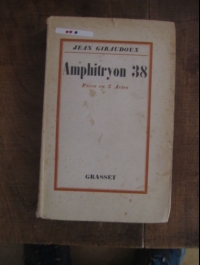 JEAN GIRAUDOUX
Amphitryon 38
Pièce en 3 Actes
GRASSET